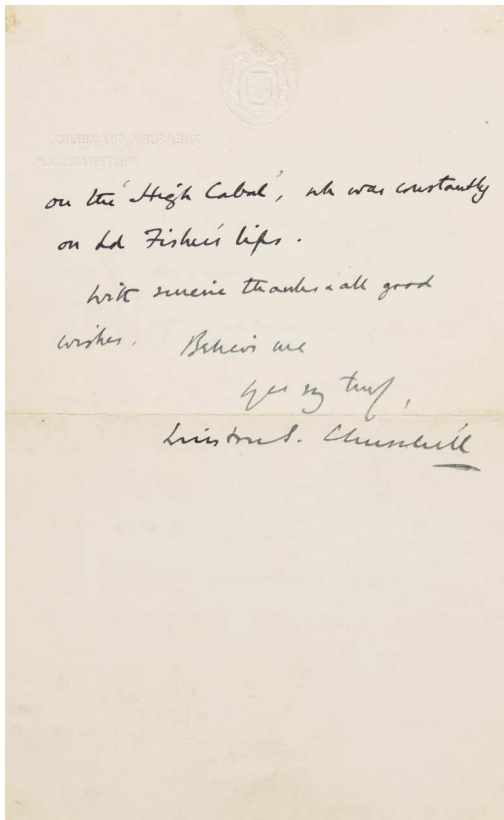 on the 'High Cabal', wh was constantly
on Ld Fisher's lips.
With sincere thanks & all good
wishes. Believe me
yrs vy truly,
Winston S. Churchill